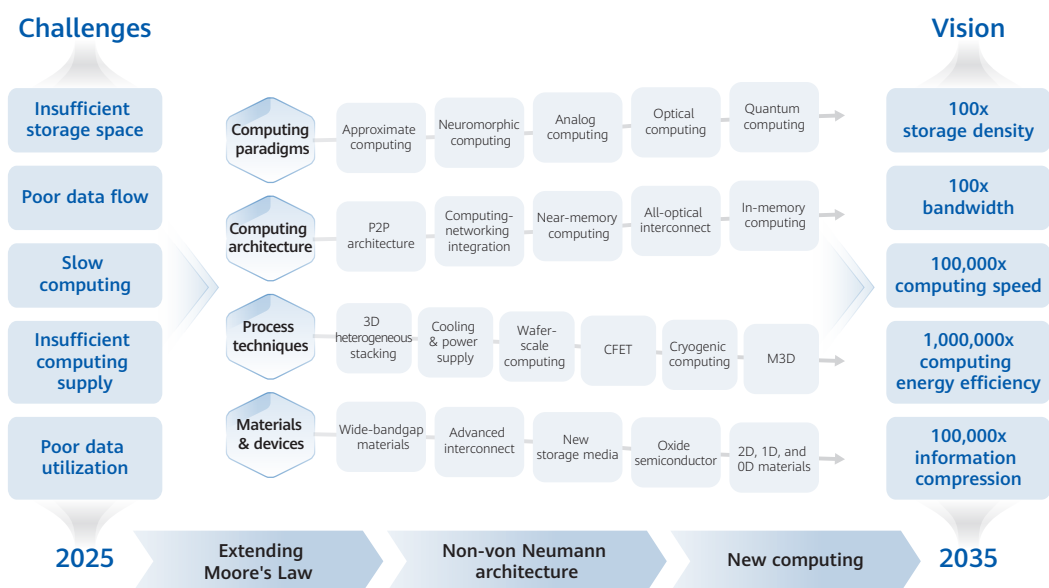 Challenges
Insufficient
storage space
Poor data flow
Slow
computing
Insufficient
computing
supply
Poor data
utilization
2025
Computing
paradigms
Approximate
computing
Neuromorphic
computing
Analog
computing
Optical
computing
Quantum
computing
Computing
architecture
P2P
architecture
Computing-
networking
integration
Near-memory
computing
All-optical
interconnect
In-memory
computing
Process
techniques
3D
heterogeneous
stacking
Cooling
& power
supply
Wafer-
scale
computing
CFET
Cryogenic
computing
M3D
Materials
& devices
Wide-bandgap
materials
Advanced
interconnect
New
storage media
Oxide
semiconductor
2D, 1D, and
0D materials
Vision
100x
storage density
100x
bandwidth
100,000x
computing speed
1,000,000x
computing
energy efficiency
100,000x
information
compression
2035
Extending
Moore's Law
Non-von Neumann
architecture
New computing